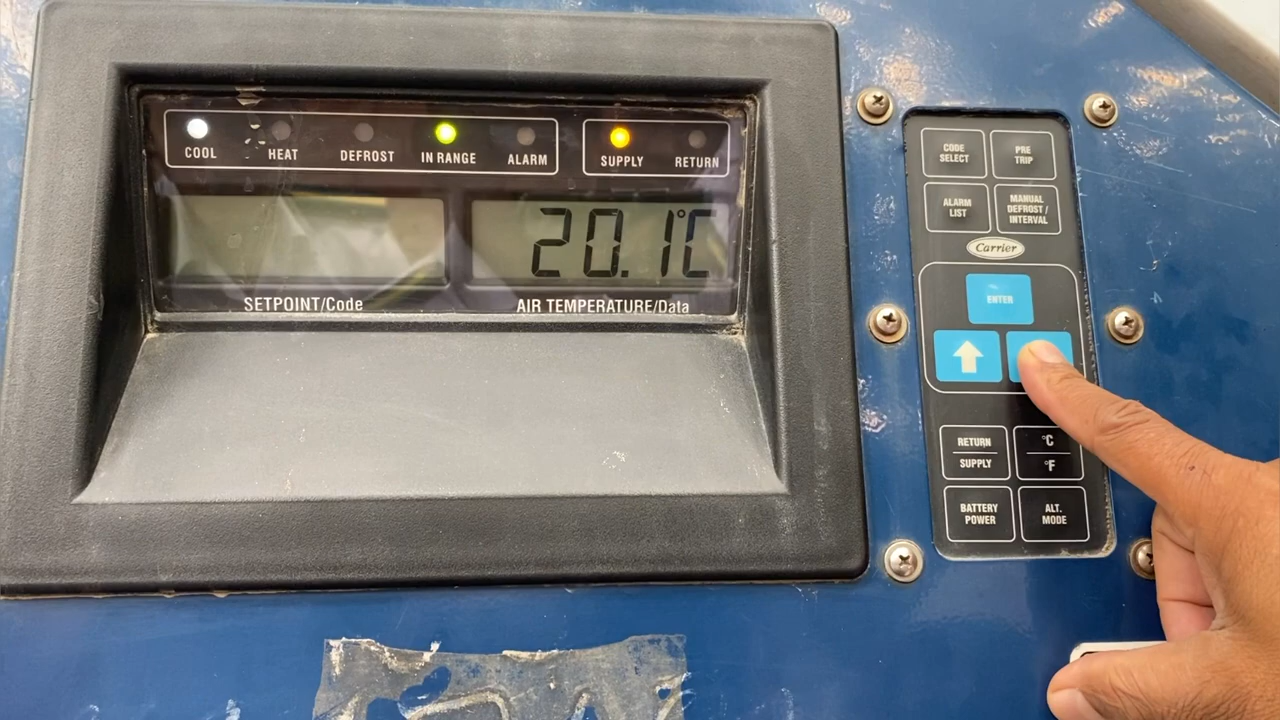 COOL HEAT DEFROST IN RANGE ALARM SUPPLY RETURN
20.1°C
SETPOINT/Code AIR TEMPERATURE/Data
CODE
SELECT
PRE
TRIP
ALARM
LIST
MANUAL
DEFROST /
INTERVAL
Carrier
ENTER
RETURN
SUPPLY
°C
°F
BATTERY
POWER
ALT.
MODE